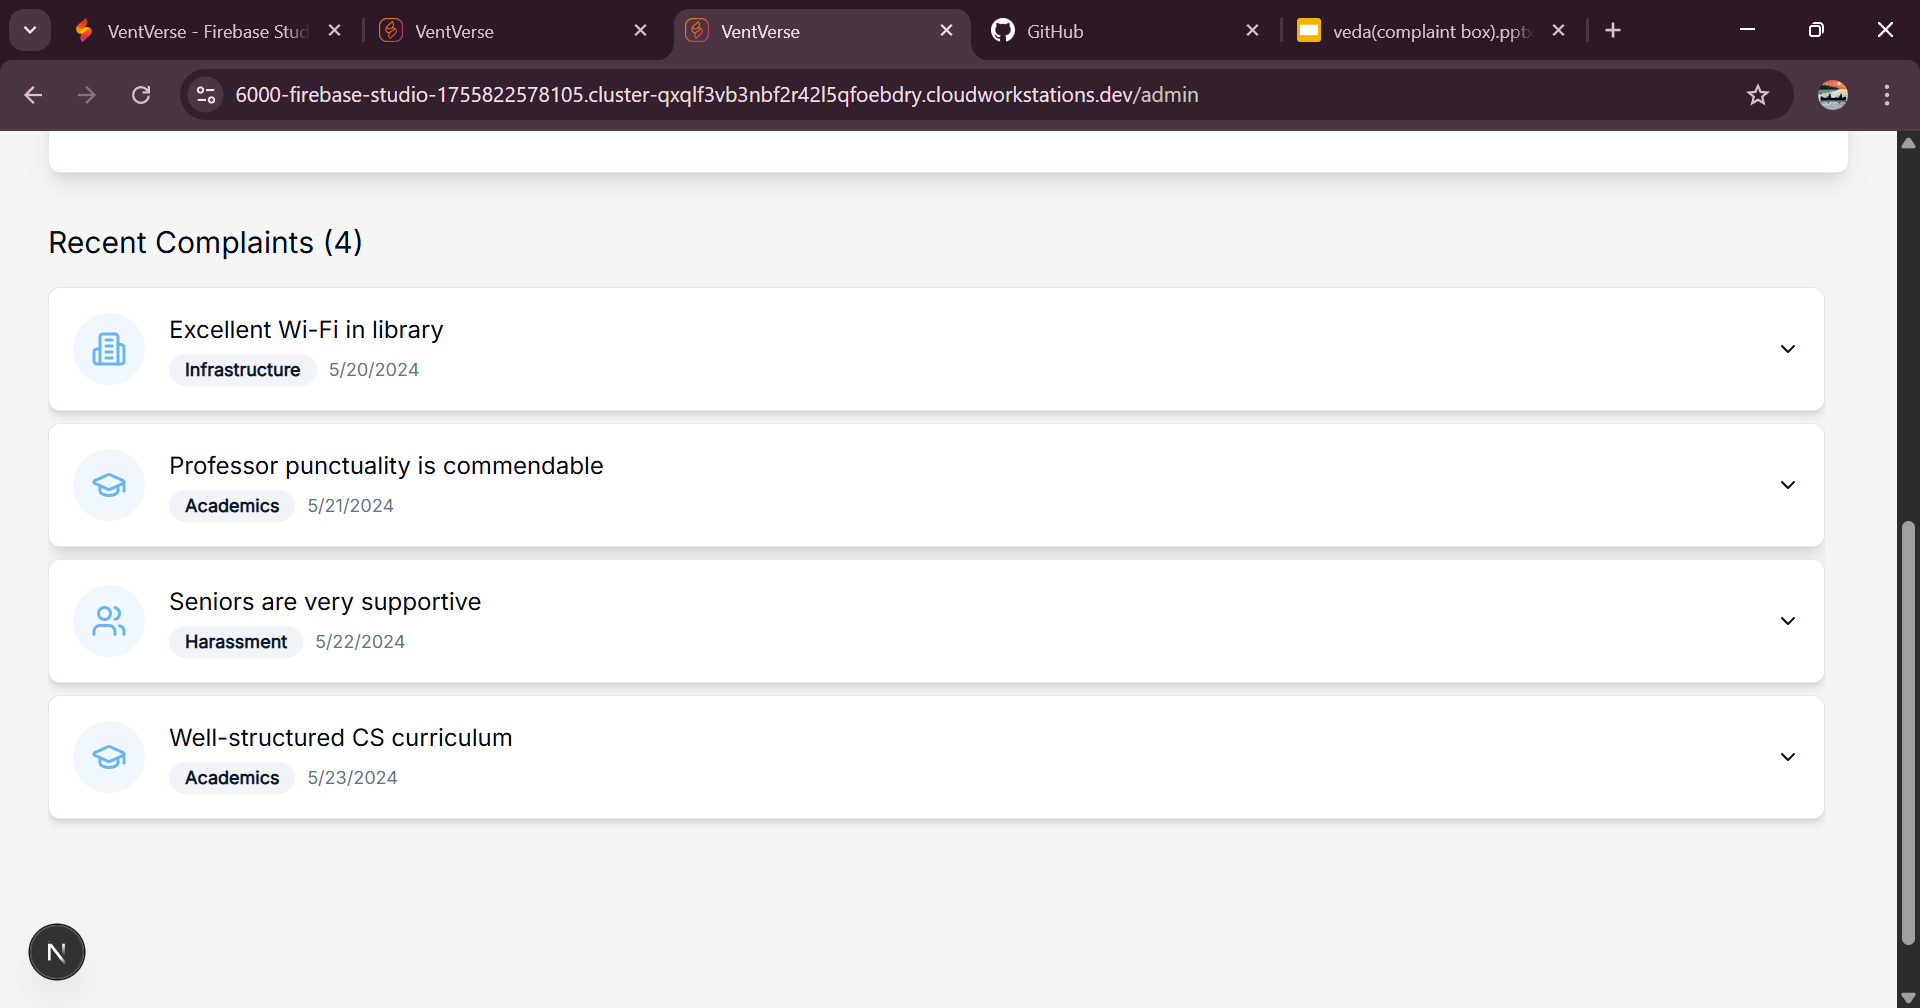 VentVerse - Firebase Stud
VentVerse
VentVerse
GitHub
veda(complaint box).pptx
6000-firebase-studio-1755822578105.cluster-qxqlf3vb3nbf2r42l5qfoebdry.cloudworkstations.dev/admin
Recent Complaints (4)
Excellent Wi-Fi in library
Infrastructure 5/20/2024
Professor punctuality is commendable
Academics 5/21/2024
Seniors are very supportive
Harassment 5/22/2024
Well-structured CS curriculum
Academics 5/23/2024
N